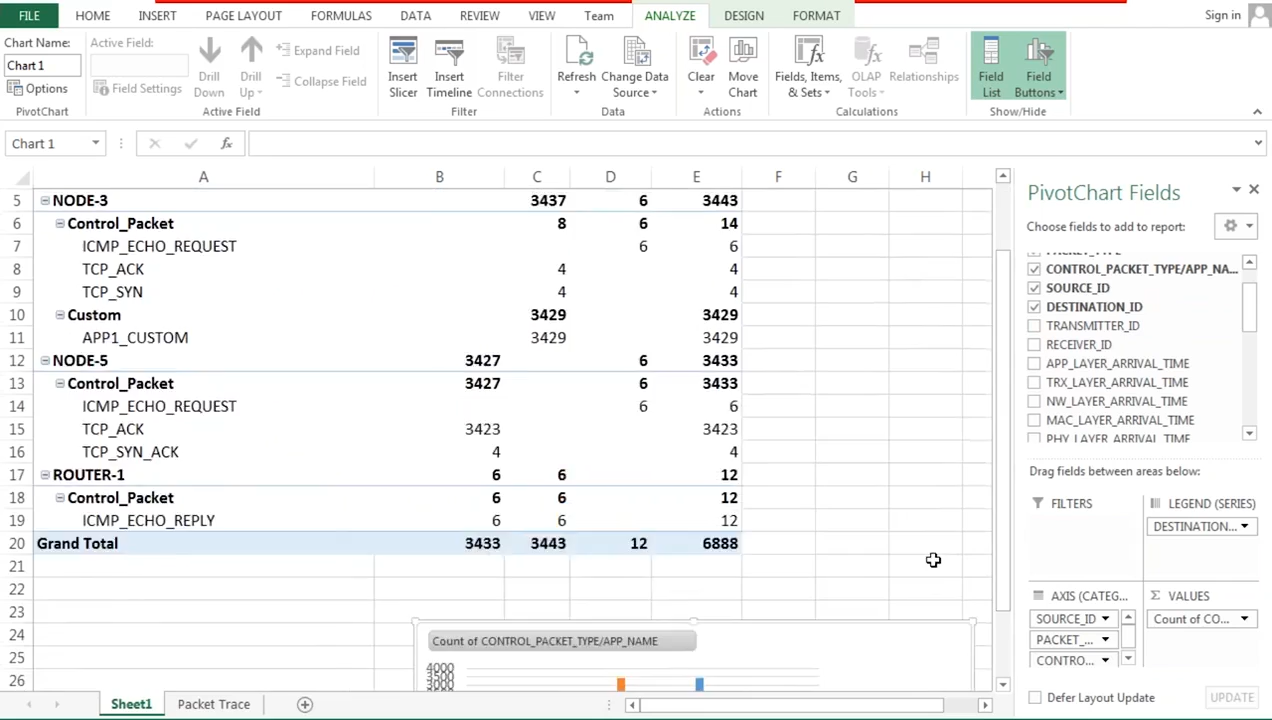 FILE HOME INSERT PAGE LAYOUT FORMULAS DATA REVIEW VIEW Team ANALYZE DESIGN FORMAT Sign in
Chart Name:
Chart 1
Options
PivotChart
Active Field:
Field Settings
Drill Down
Drill Up
Expand Field
Collapse Field
Active Field
Insert Slicer
Insert Timeline
Filter Connections
Filter
Refresh
Change Data Source
Data
Clear
Move Chart
Actions
Fields, Items, & Sets
OLAP Tools
Relationships
Calculations
Field List
Field Buttons
Show/Hide
Chart 1 fx
A B C D E F G H
5 NODE-3 3437 6 3443
6 Control_Packet 8 6 14
7 ICMP_ECHO_REQUEST 6 6
8 TCP_ACK 4 4
9 TCP_SYN 4 4
10 Custom 3429 3429
11 APP1_CUSTOM 3429 3429
12 NODE-5 3427 6 3433
13 Control_Packet 3427 6 3433
14 ICMP_ECHO_REQUEST 6 6
15 TCP_ACK 3423 3423
16 TCP_SYN_ACK 4 4
17 ROUTER-1 6 6 12
18 Control_Packet 6 6 12
19 ICMP_ECHO_REPLY 6 6 12
20 Grand Total 3433 3443 12 6888
21
22
23
24
25
26
Count of CONTROL_PACKET_TYPE/APP_NAME
4000
3500
3000
Sheet1 Packet Trace
PivotChart Fields
Choose fields to add to report:
PACKET_TYPE
CONTROL_PACKET_TYPE/APP_NA...
SOURCE_ID
DESTINATION_ID
TRANSMITTER_ID
RECEIVER_ID
APP_LAYER_ARRIVAL_TIME
TRX_LAYER_ARRIVAL_TIME
NW_LAYER_ARRIVAL_TIME
MAC_LAYER_ARRIVAL_TIME
PHY_LAYER_ARRIVAL_TIME
Drag fields between areas below:
FILTERS
LEGEND (SERIES)
DESTINATION...
AXIS (CATEG...
SOURCE_ID
PACKET_...
CONTRO...
Σ VALUES
Count of CO...
Defer Layout Update UPDATE